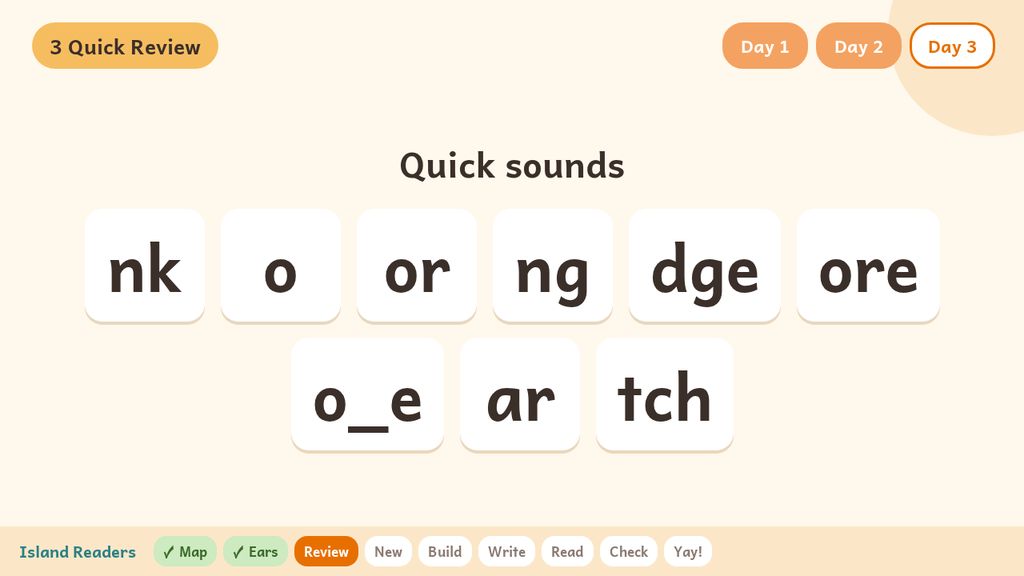 3 Quick Review
Day 1
Day 2
Day 3
Quick sounds
nk
o
or
ng
dge
ore
o_e
ar
tch
Island Readers
✓ Map
✓ Ears
Review
New
Build
Write
Read
Check
Yay!